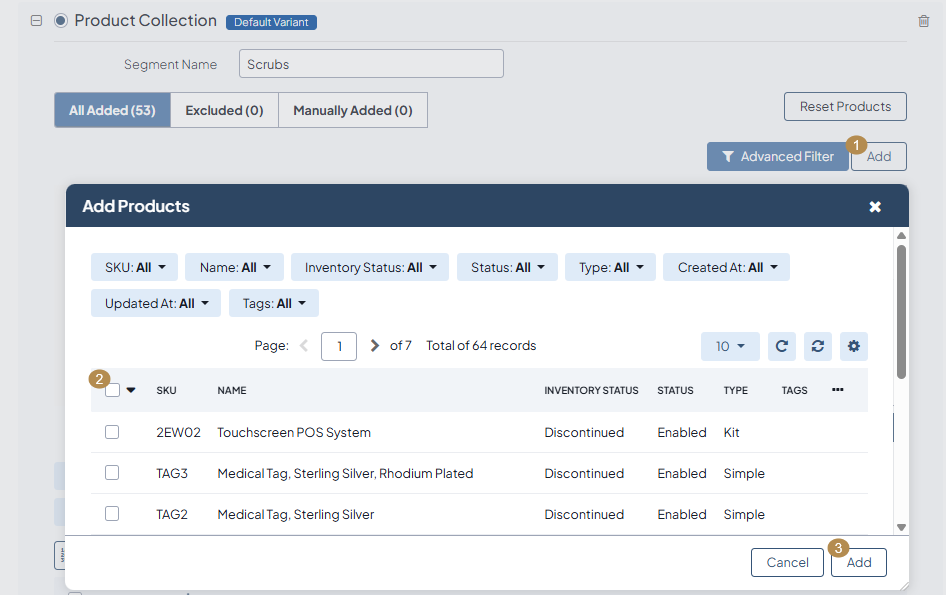 Product Collection Default Variant
Segment Name Scrubs
All Added (53) Excluded (0) Manually Added (0) Reset Products
Advanced Filter 1 Add
Add Products
SKU: All Name: All Inventory Status: All Status: All Type: All Created At: All
Updated At: All Tags: All
Page: 1 of 7 Total of 64 records 10
2 SKU NAME INVENTORY STATUS STATUS TYPE TAGS
2EW02 Touchscreen POS System Discontinued Enabled Kit
TAG3 Medical Tag, Sterling Silver, Rhodium Plated Discontinued Enabled Simple
TAG2 Medical Tag, Sterling Silver Discontinued Enabled Simple
Cancel 3 Add